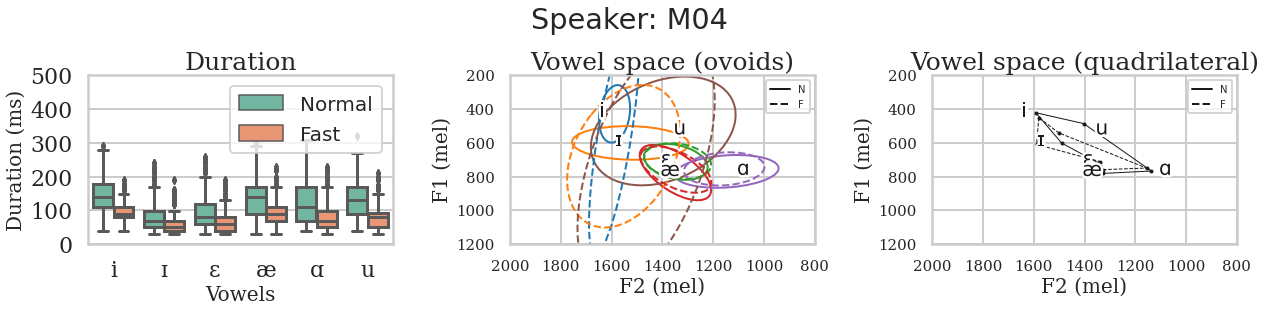 Speaker: M04
Duration
Duration (ms)
500
400
300
200
100
0
i ɪ ɛ æ ɑ u
Vowels
Normal
Fast
Vowel space (ovoids)
F1 (mel)
200
400
600
800
1000
1200
2000 1800 1600 1400 1200 1000 800
F2 (mel)
N
F
i
ɪ
u
ɛ
æ
ɑ
Vowel space (quadrilateral)
F1 (mel)
200
400
600
800
1000
1200
2000 1800 1600 1400 1200 1000 800
F2 (mel)
N
F
i
u
ɪ
ɛ
æ
ɑ